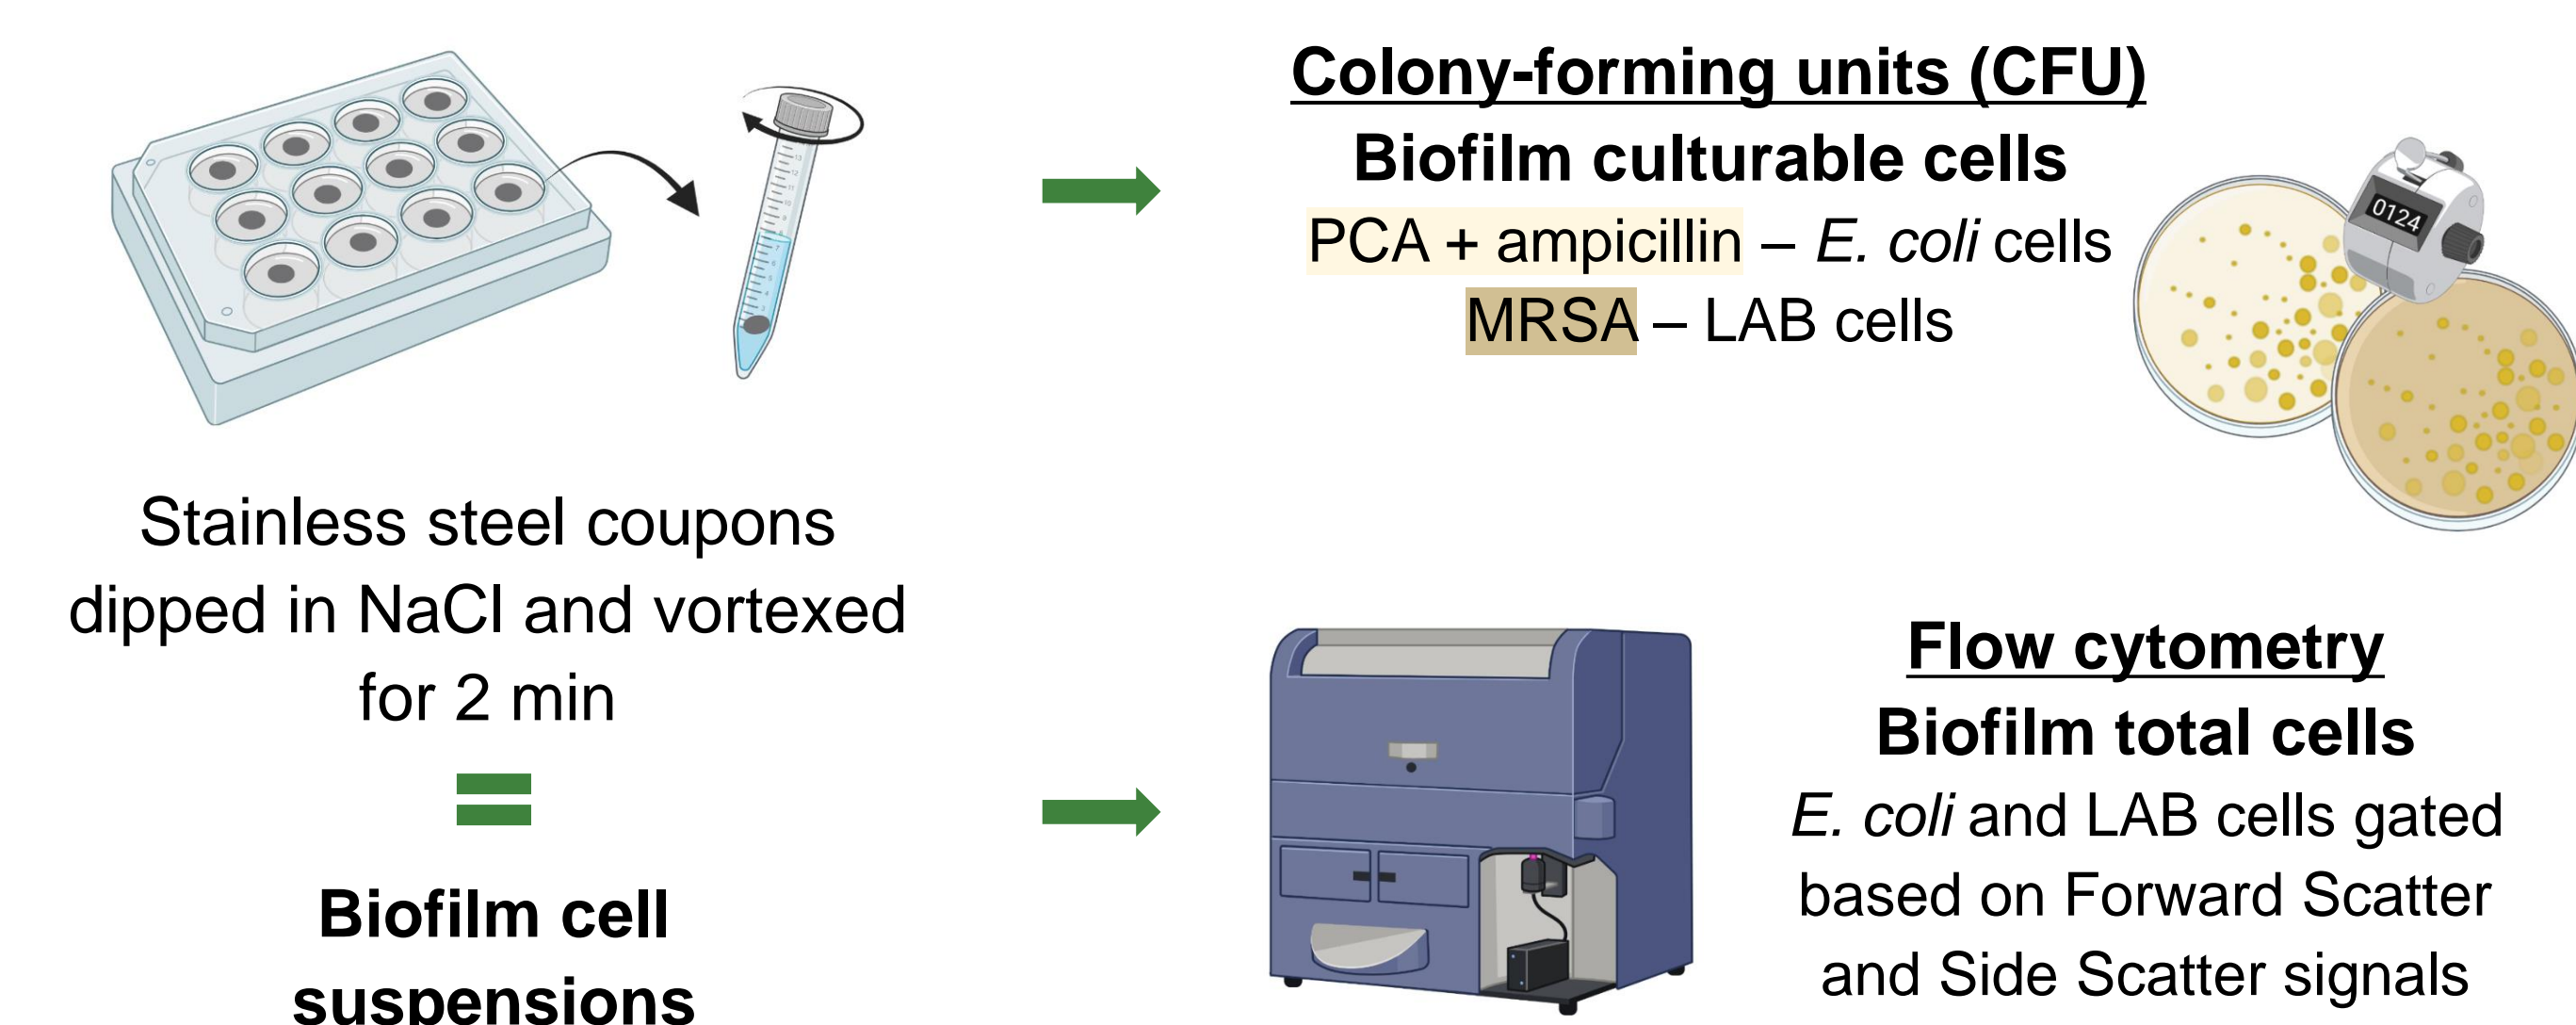 Colony-forming units (CFU)
Biofilm culturable cells
PCA + ampicillin – E. coli cells
MRSA – LAB cells
0124
Stainless steel coupons
dipped in NaCl and vortexed
for 2 min
=
Biofilm cell
suspensions
Flow cytometry
Biofilm total cells
E. coli and LAB cells gated
based on Forward Scatter
and Side Scatter signals